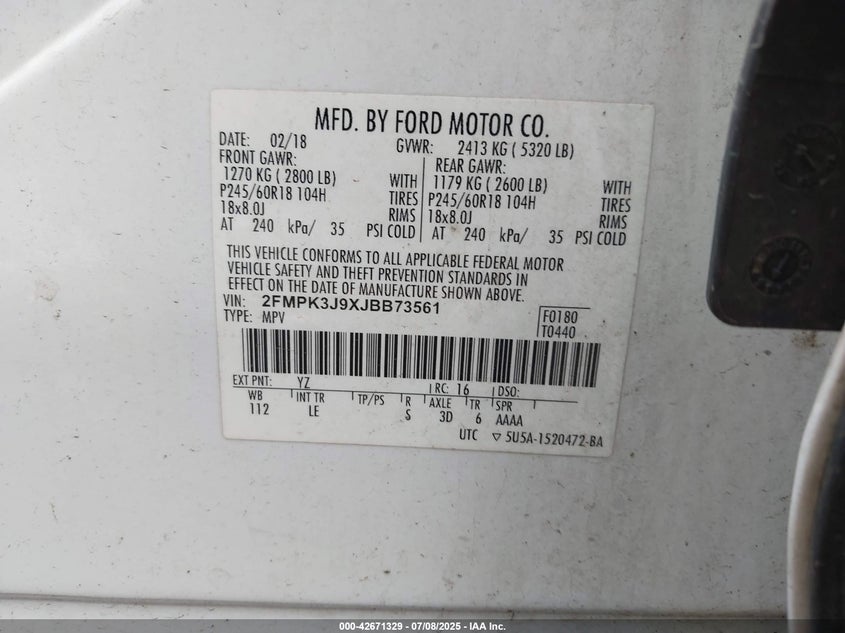 MFD. BY FORD MOTOR CO.
DATE: 02/18 GVWR: 2413 KG ( 5320 LB)
FRONT GAWR: REAR GAWR:
1270 KG ( 2800 LB) WITH 1179 KG ( 2600 LB) WITH
P245/60R18 104H TIRES P245/60R18 104H TIRES
18x8.0J RIMS 18x8.0J RIMS
AT 240 kPa/ 35 PSI COLD AT 240 kPa/ 35 PSI COLD
THIS VEHICLE CONFORMS TO ALL APPLICABLE FEDERAL MOTOR
VEHICLE SAFETY AND THEFT PREVENTION STANDARDS IN
EFFECT ON THE DATE OF MANUFACTURE SHOWN ABOVE.
VIN: 2FMPK3J9XJBB73561 F0180
TYPE: MPV T0440
EXT PNT: YZ RC: 16 DSO:
WB INT TR TP/PS R AXLE TR SPR
112 LE S 3D 6 AAAA
UTC ▽ 5U5A-1520472-BA
000-42671329 - 07/08/2025 - IAA Inc.